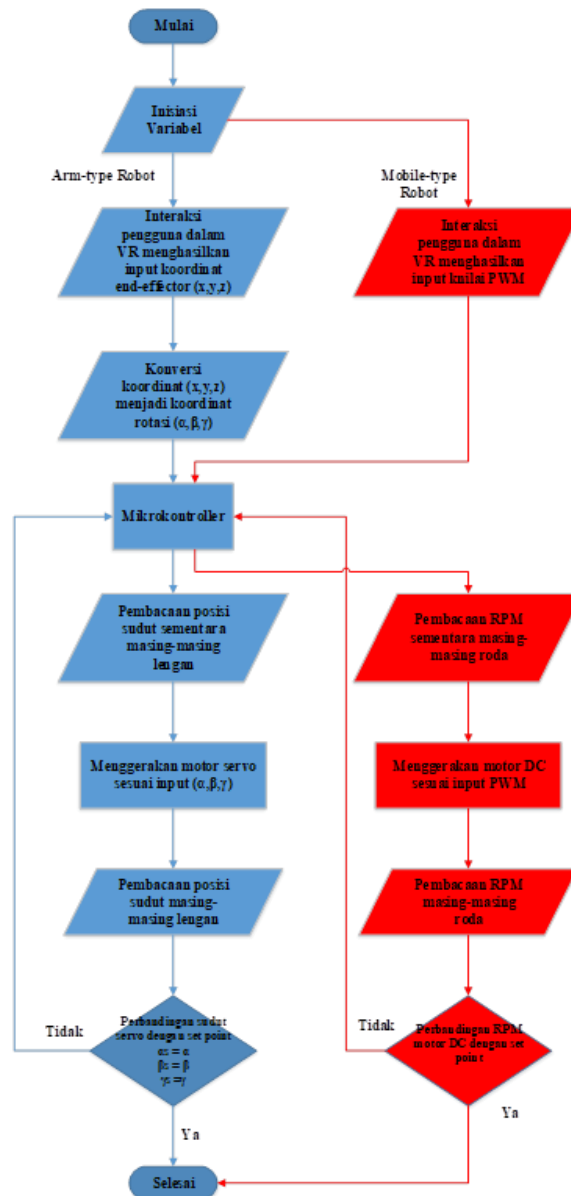 Mulai
Inisiasi
Variabel
Arm-type Robot
Mobile-type
Robot
Interaksi
pengguna dalam
VR menghasilkan
input koordinat
end-effector (x,y,z)
Interaksi
pengguna dalam
VR menghasilkan
input knilai PWM
Konversi
koordinat (x,y,z)
menjadi koordinat
rotasi (α,β,γ)
Mikrokontroller
Pembacaan posisi
sudut sementara
masing-masing
lengan
Pembacaan RPM
sementara masing-
masing roda
Menggerakan motor servo
sesuai input (α,β,γ)
Menggerakan motor DC
sesuai input PWM
Pembacaan posisi
sudut masing-
masing lengan
Pembacaan RPM
masing-masing
roda
Tidak
Perbandingan sudut
servo dengan set point
αs = α
βs = β
γs =γ
Tidak
Perbandingan RPM
motor DC dengan set
point
Ya
Ya
Selesai